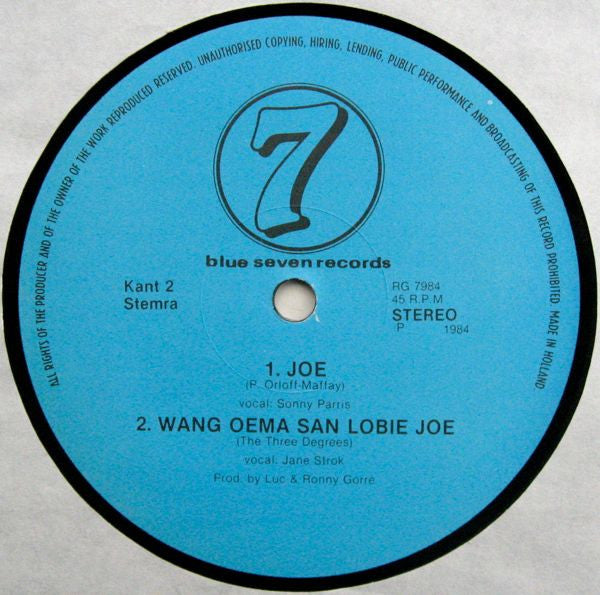 ALL RIGHTS OF THE PRODUCER AND OF THE OWNER OF THE WORK REPRODUCED RESERVED. UNAUTHORISED COPYING, HIRING, LENDING, PUBLIC PERFORMANCE AND BROADCASTING OF THIS RECORD PROHIBITED. MADE IN HOLLAND
7
blue seven records
Kant 2
Stemra
RG 7984
45 R.P.M
STEREO
P 1984
1. JOE
(P. Orloff-Maffay)
vocal: Sonny Parris
2. WANG OEMA SAN LOBIE JOE
(The Three Degrees)
vocal: Jane Strok
Prod. by Luc & Ronny Gorré